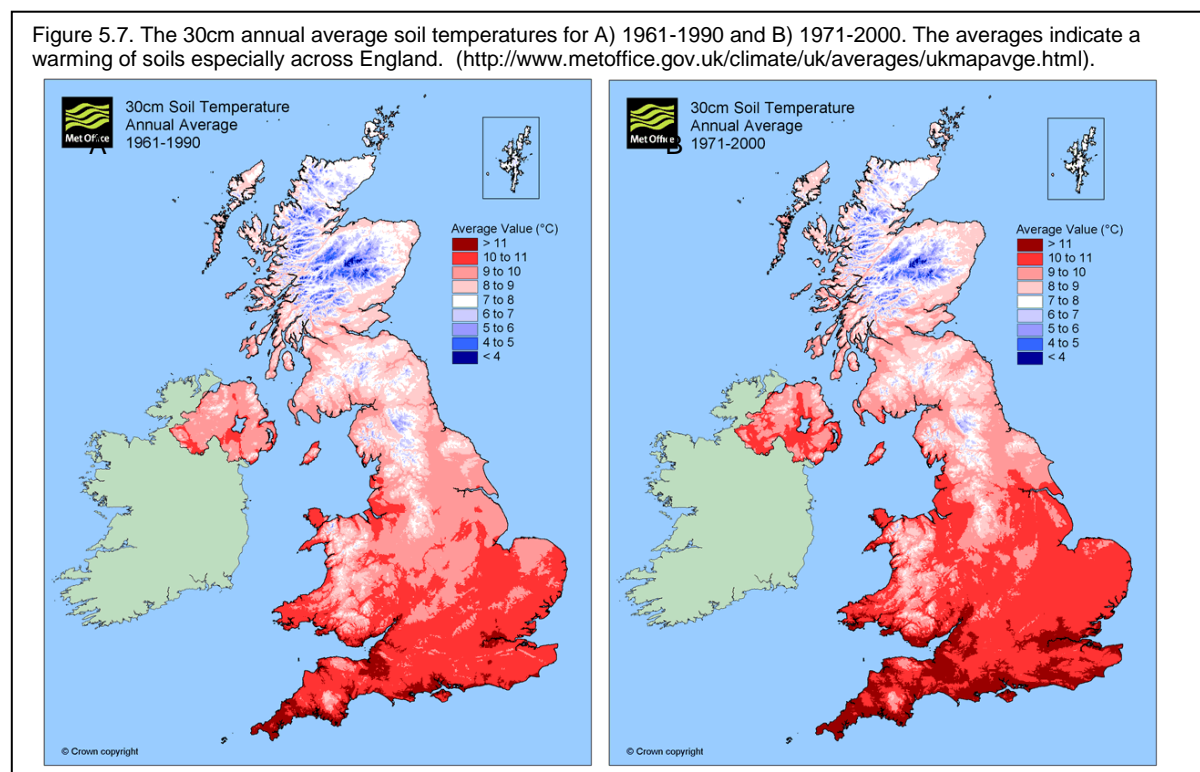 Figure 5.7. The 30cm annual average soil temperatures for A) 1961-1990 and B) 1971-2000. The averages indicate a
warming of soils especially across England.  (http://www.metoffice.gov.uk/climate/uk/averages/ukmapavge.html).
Met Office
A
30cm Soil Temperature
Annual Average
1961-1990
Average Value (°C)
> 11
10 to 11
9 to 10
8 to 9
7 to 8
6 to 7
5 to 6
4 to 5
< 4
© Crown copyright
Met Office
B
30cm Soil Temperature
Annual Average
1971-2000
Average Value (°C)
> 11
10 to 11
9 to 10
8 to 9
7 to 8
6 to 7
5 to 6
4 to 5
< 4
© Crown copyright